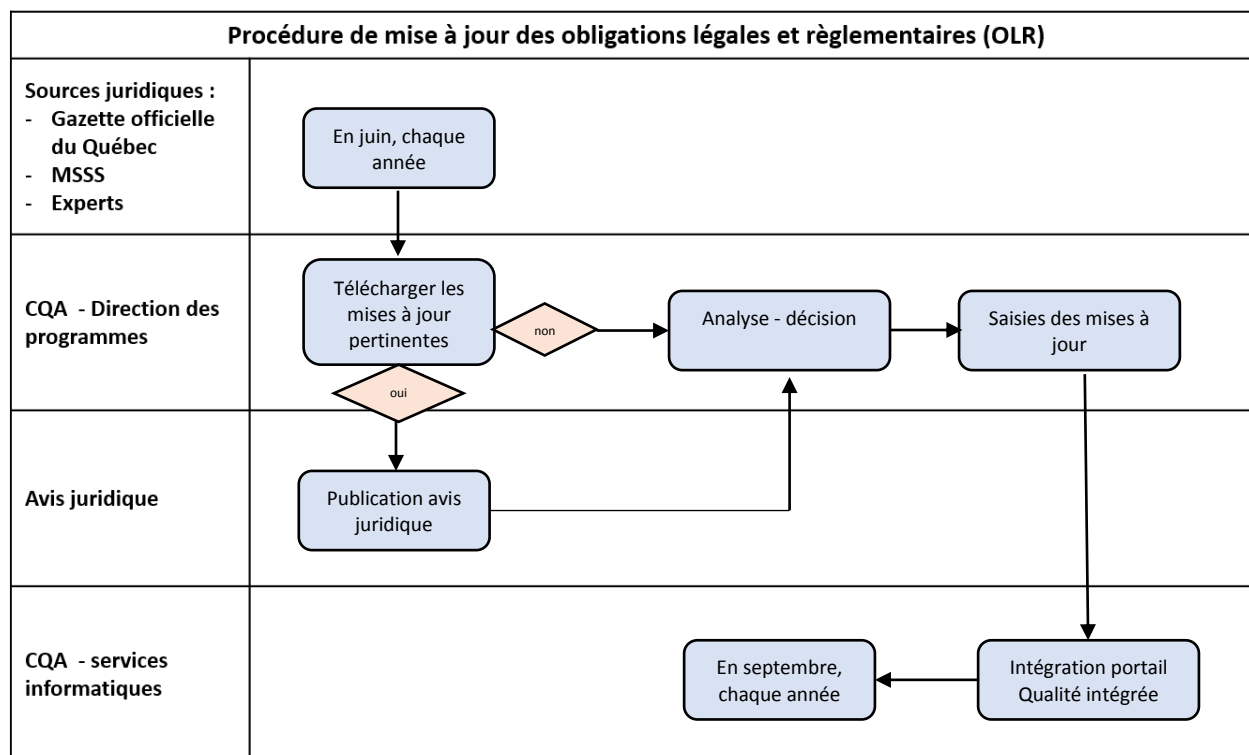 Procédure de mise à jour des obligations légales et règlementaires (OLR)
Sources juridiques :
- Gazette officielle
du Québec
- MSSS
- Experts
En juin, chaque
année
CQA - Direction des
programmes
Télécharger les
mises à jour
pertinentes
non
Analyse - décision
Saisies des mises à
jour
oui
Avis juridique
Publication avis
juridique
CQA - services
informatiques
En septembre,
chaque année
Intégration portail
Qualité intégrée